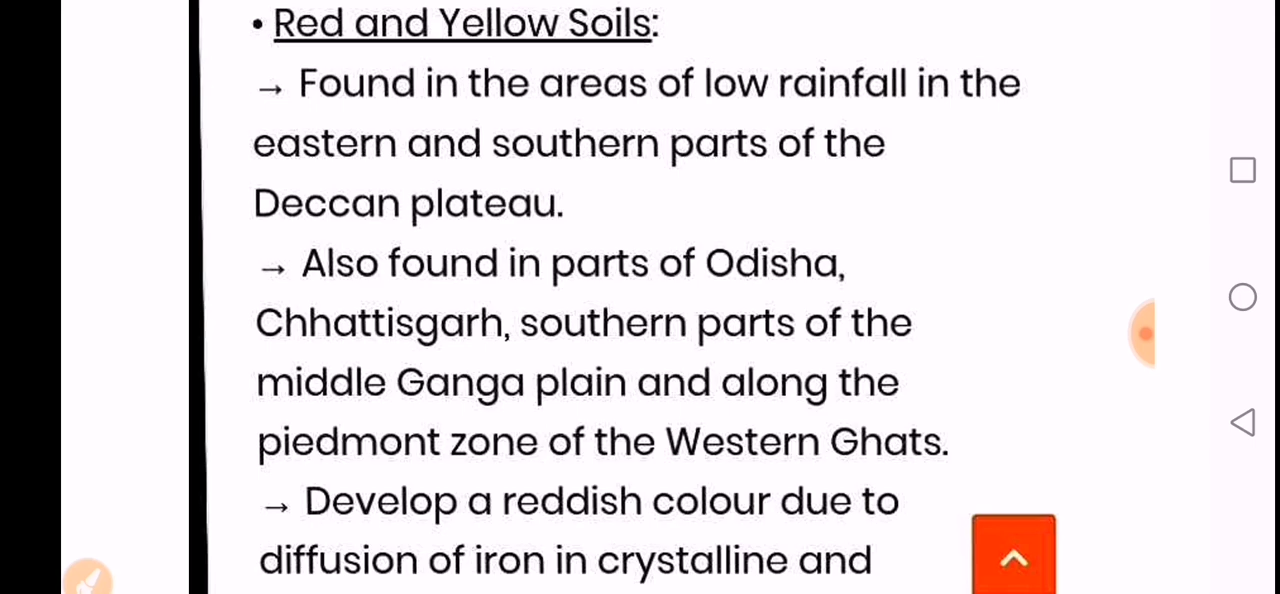 • Red and Yellow Soils:
→ Found in the areas of low rainfall in the
eastern and southern parts of the
Deccan plateau.
→ Also found in parts of Odisha,
Chhattisgarh, southern parts of the
middle Ganga plain and along the
piedmont zone of the Western Ghats.
→ Develop a reddish colour due to
diffusion of iron in crystalline and